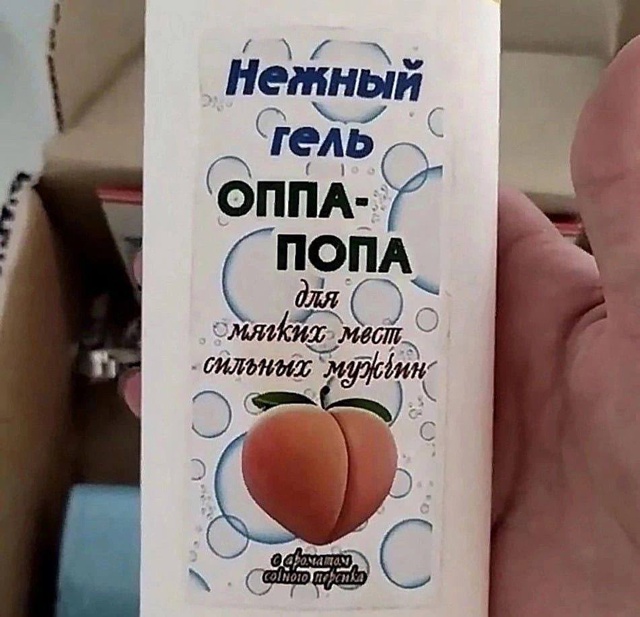 Нежный
гель
ОППА-
ПОПА
для
мягких мест
сильных мужчин
с ароматом
сочного персика